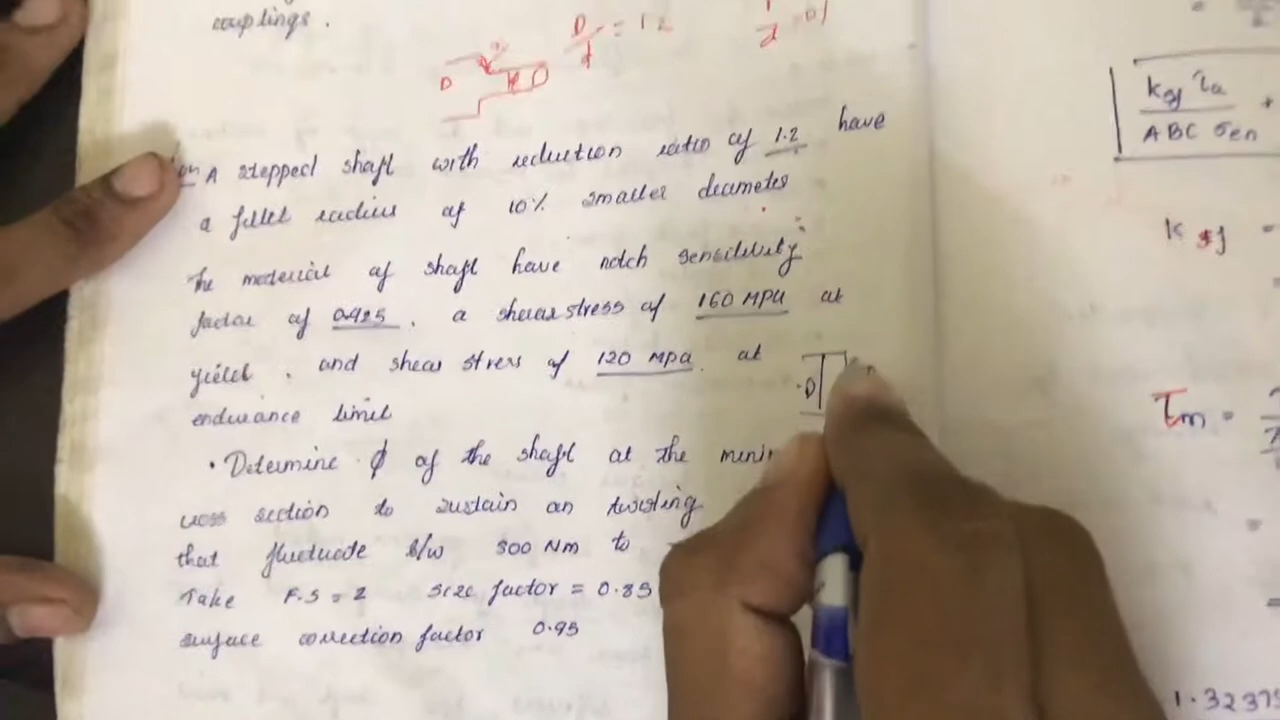 couplings.
D/d = 1.2
D
A stepped shaft with reduction ratio of 1.2 have
a fillet radius of 10% smaller diameter
The material of shaft have notch sensibility
factor of 0.925, a shear stress of 160 MPa at
yield, and shear stress of 120 MPa at
endurance limit
D
• Determine ϕ of the shaft at the
cross section to sustain an twisting
that fluctuate b/w 800 Nm to
Take F.S = 2 size factor = 0.85
surface correction factor 0.95
ABC σen
τm =
1.3237